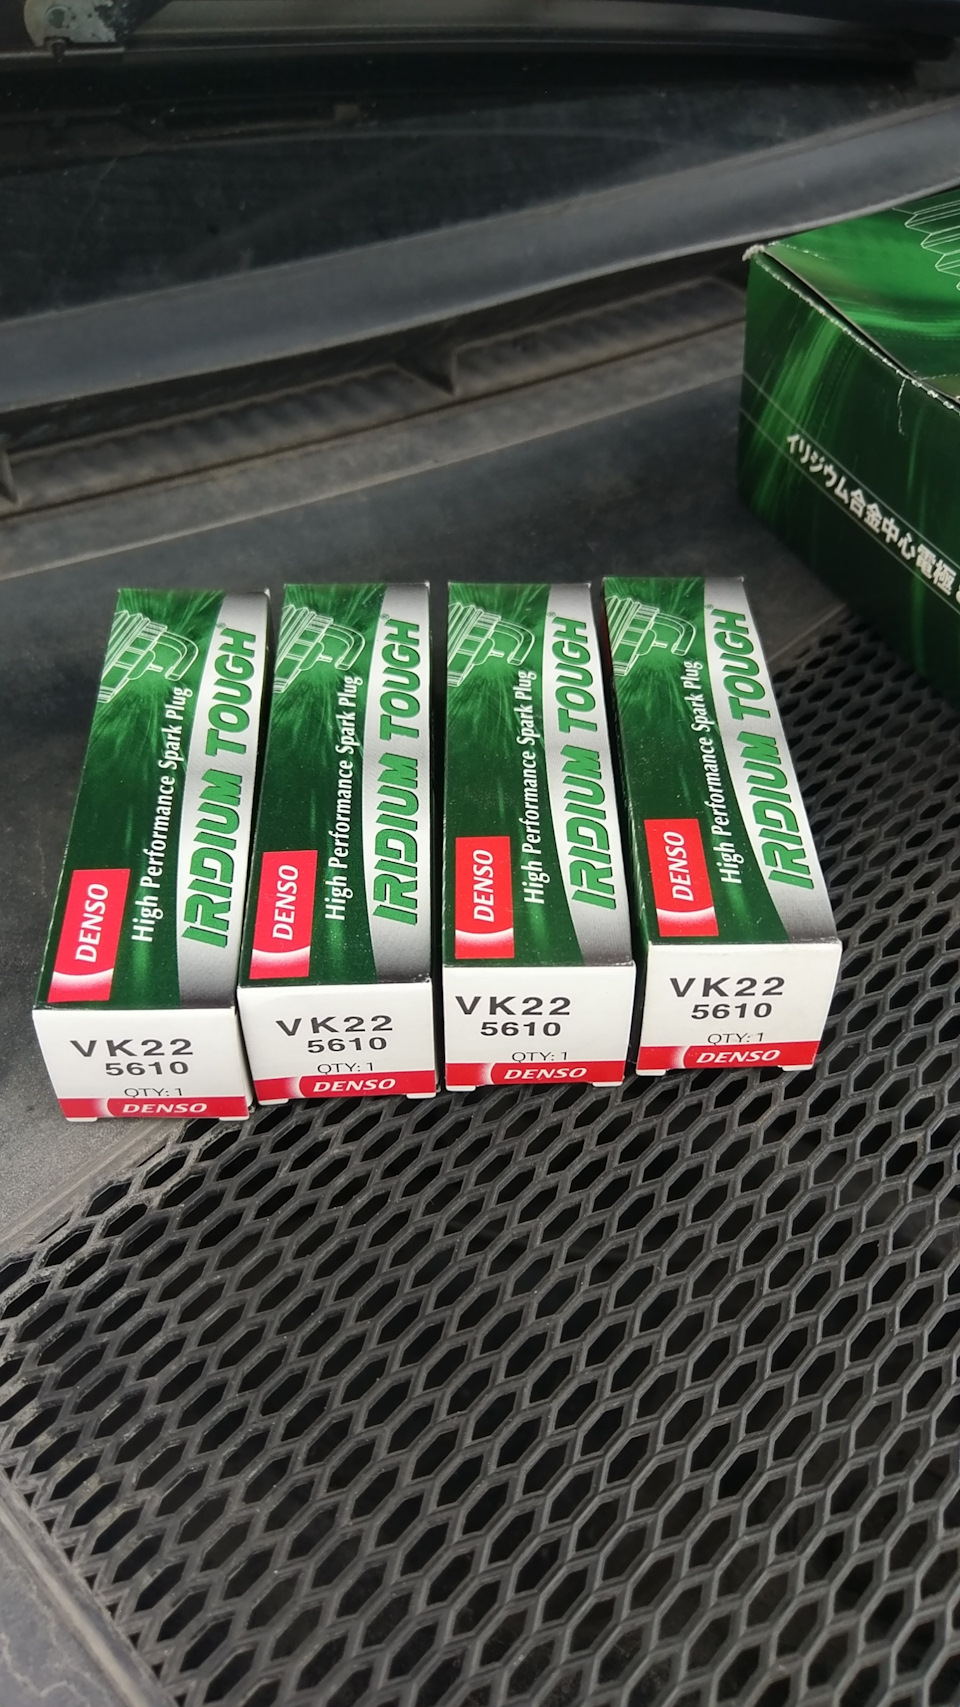 イリジウム合金中心電極
IRIDIUM TOUGH®
High Performance Spark Plug
DENSO
VK22
5610
QTY: 1
DENSO
IRIDIUM TOUGH®
High Performance Spark Plug
DENSO
VK22
5610
QTY: 1
DENSO
IRIDIUM TOUGH®
High Performance Spark Plug
DENSO
VK22
5610
QTY: 1
DENSO
IRIDIUM TOUGH®
High Performance Spark Plug
DENSO
VK22
5610
QTY: 1
DENSO